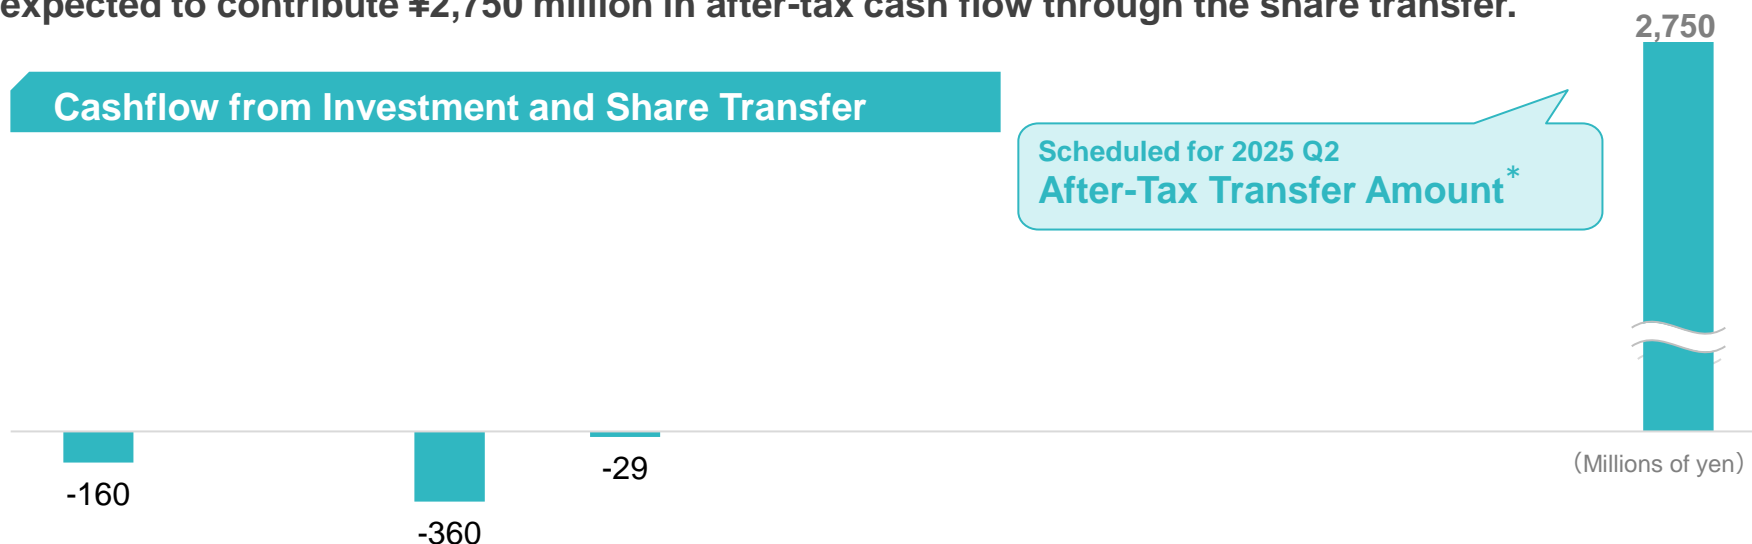 expected to contribute ¥2,750 million in after-tax cash flow through the share transfer.
2,750
Cashflow from Investment and Share Transfer
Scheduled for 2025 Q2
After-Tax Transfer Amount*
-160
-360
-29
（Millions of yen）